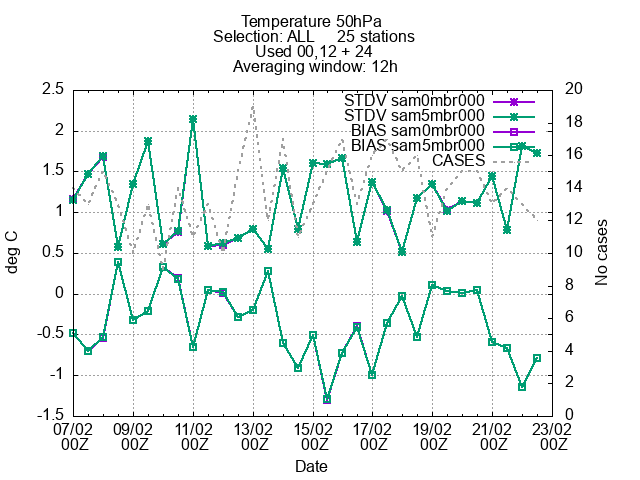 Temperature 50hPa
Selection: ALL 25 stations
Used 00,12 + 24
Averaging window: 12h
STDV sam0mbr000
STDV sam5mbr000
BIAS sam0mbr000
BIAS sam5mbr000
CASES
deg C
2.5
2
1.5
1
0.5
0
-0.5
-1
-1.5
20
18
16
14
12
10
8
6
4
2
0
No cases
07/02 09/02 11/02 13/02 15/02 17/02 19/02 21/02 23/02
00Z 00Z 00Z 00Z 00Z 00Z 00Z 00Z 00Z
Date